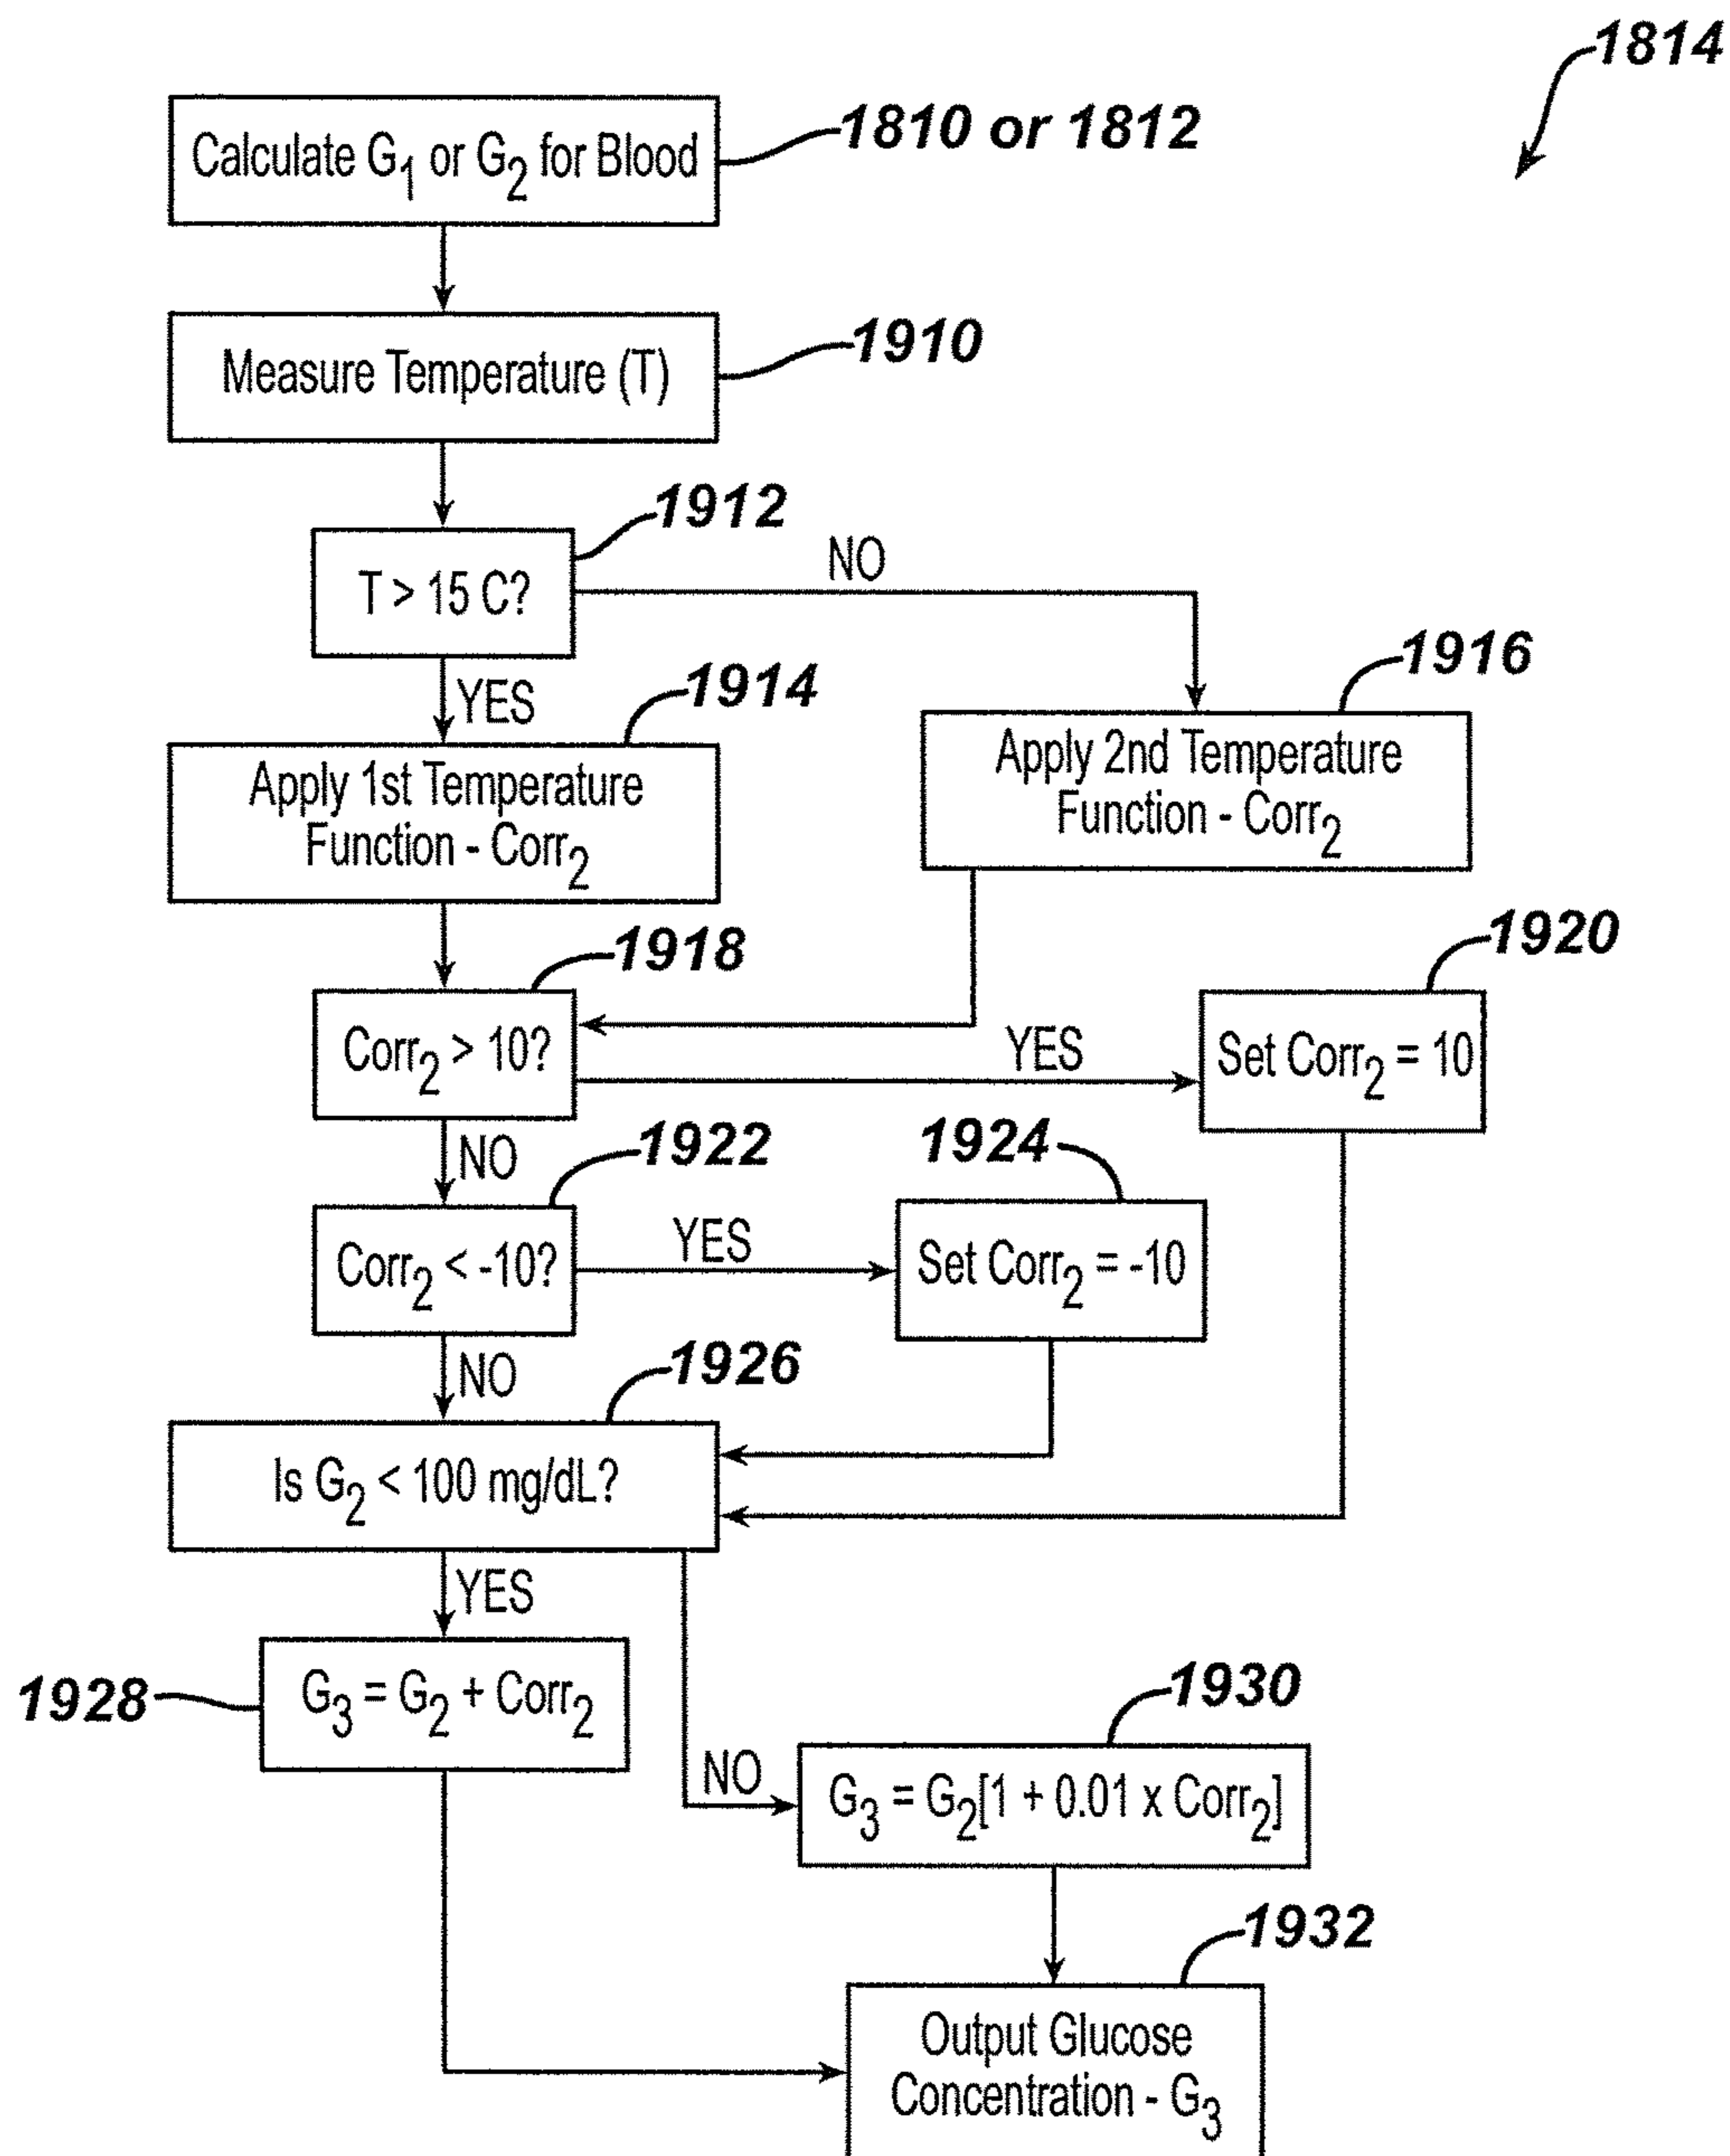 1814
Calculate G1 or G2 for Blood
1810 or 1812
Measure Temperature (T)
1910
1912
T > 15 C?
NO
YES
1914
1916
Apply 1st Temperature
Function - Corr2
Apply 2nd Temperature
Function - Corr2
1918
1920
Corr2 > 10?
YES
Set Corr2 = 10
NO
1922
1924
Corr2 < -10?
YES
Set Corr2 = -10
NO
1926
Is G2 < 100 mg/dL?
YES
1928
G3 = G2 + Corr2
NO
1930
G3 = G2[1 + 0.01 x Corr2]
1932
Output Glucose
Concentration - G3